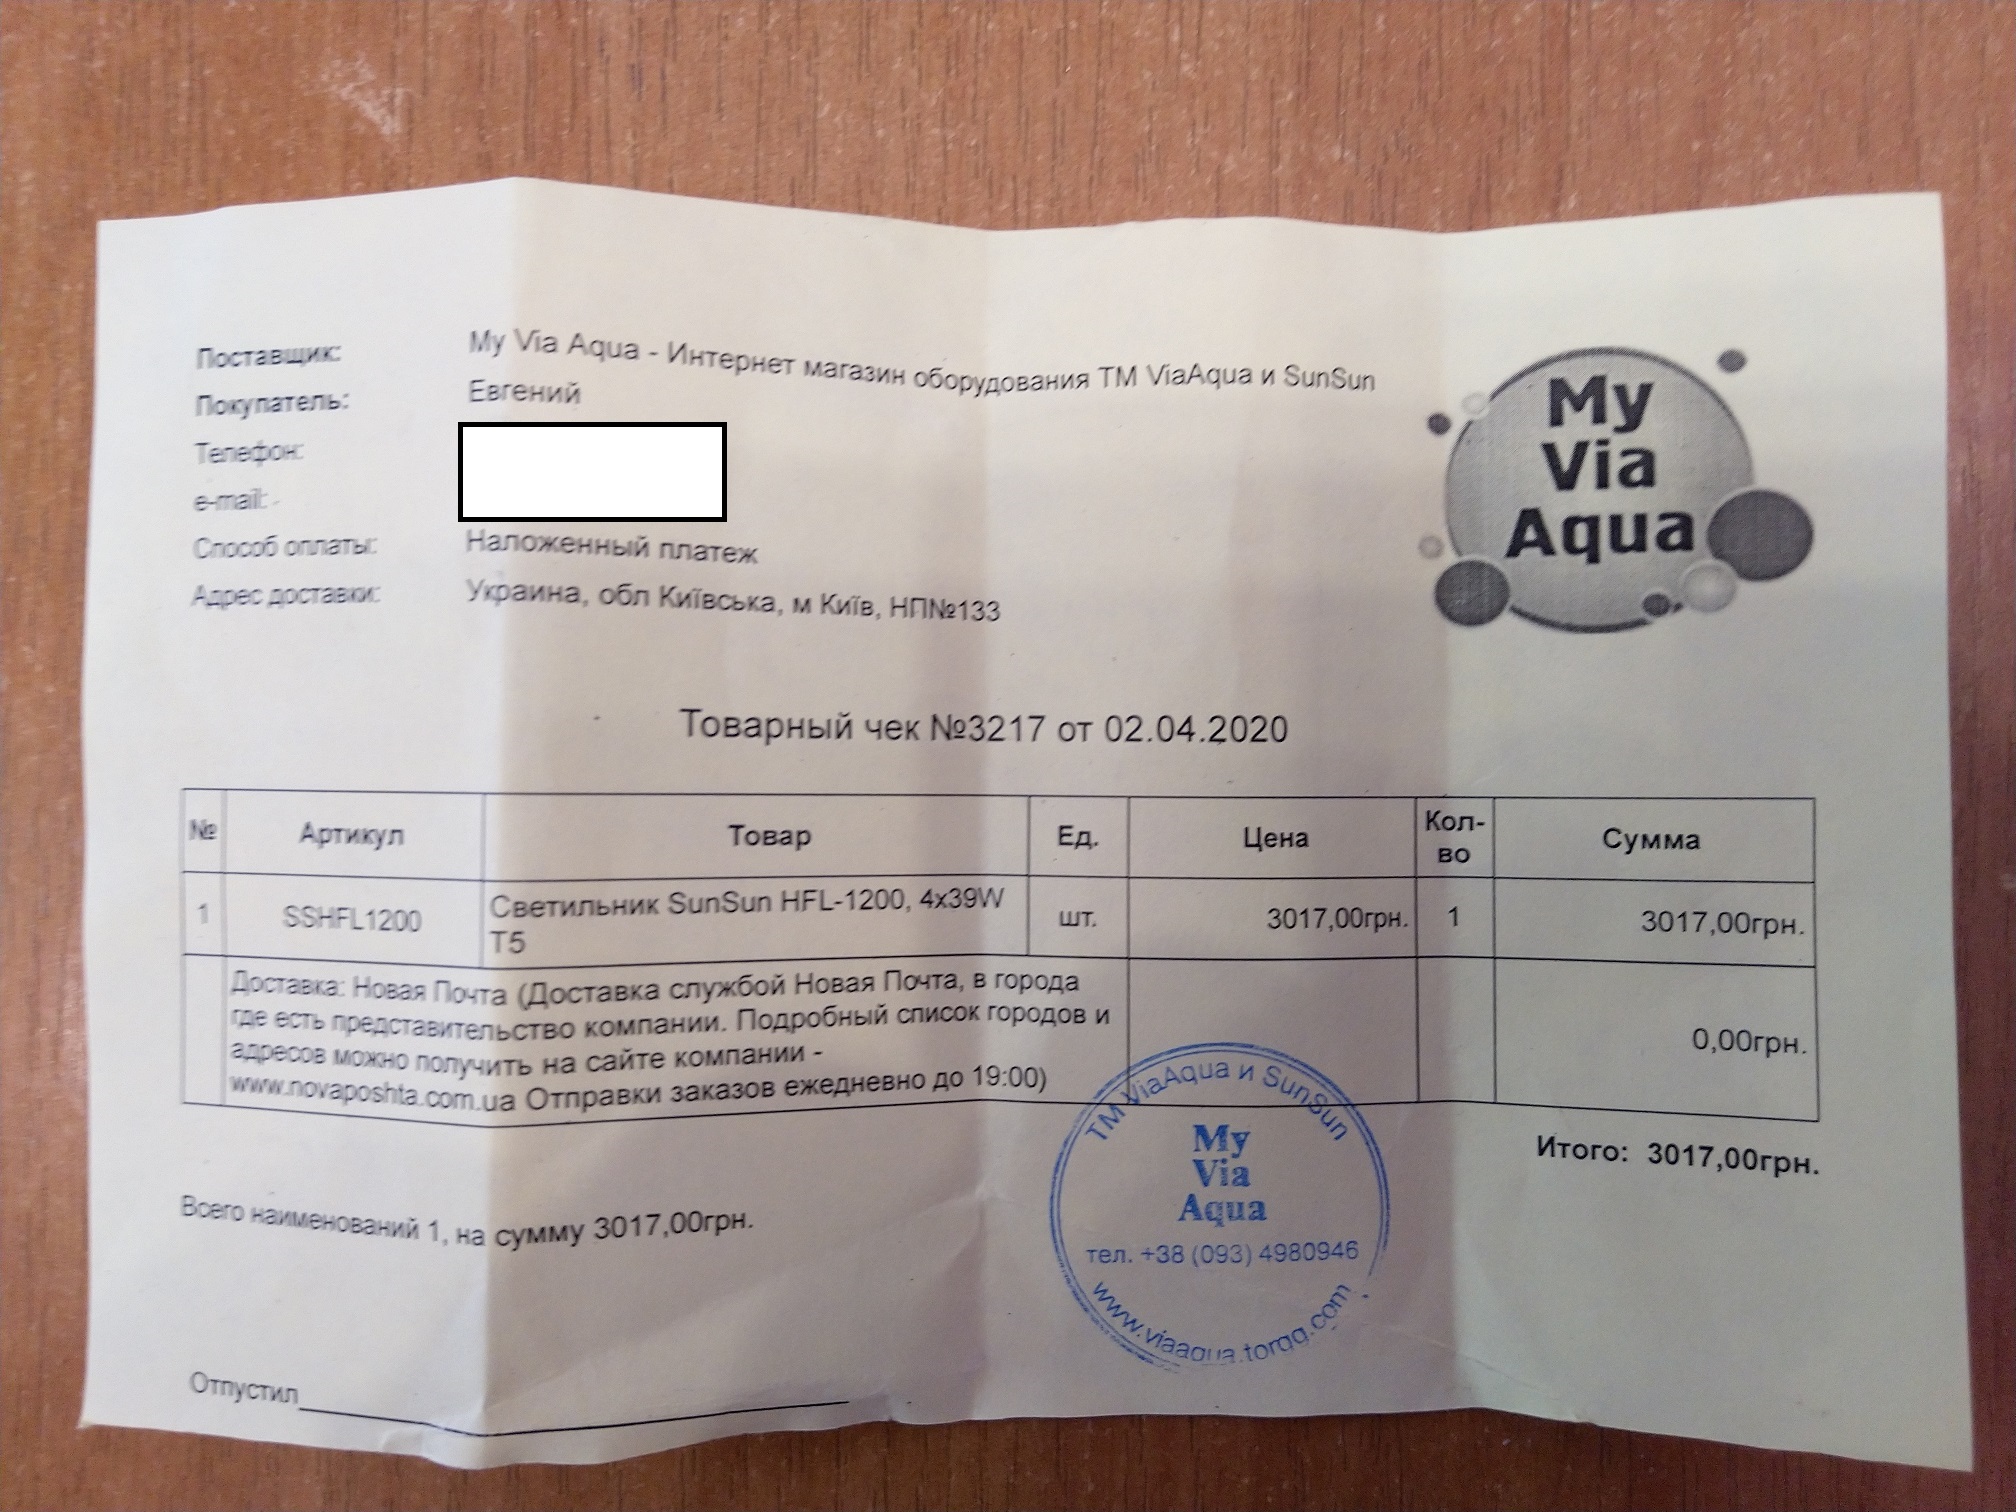 Поставщик: My Via Aqua - Интернет магазин оборудования ТМ ViaAqua и SunSun
Покупатель: Евгений
Телефон:
e-mail:
Способ оплаты: Наложенный платеж
Адрес доставки: Украина, обл Київська, м Київ, НП№133
My
Via
Aqua
Товарный чек №3217 от 02.04.2020
№ Артикул Товар Ед. Цена Кол-во Сумма
1 SSHFL1200 Светильник SunSun HFL-1200, 4x39W шт. 3017,00грн. 1 3017,00грн.
T5
Доставка: Новая Почта (Доставка службой Новая Почта, в города
где есть представительство компании. Подробный список городов и
адресов можно получить на сайте компании - 0,00грн.
www.novaposhta.com.ua Отправки заказов ежедневно до 19:00)
Итого: 3017,00грн.
Всего наименований 1, на сумму 3017,00грн.
ТМ ViaAqua и SunSun
My
Via
Aqua
тел. +38 (093) 4980946
www.viaaqua.torgg.com
Отпустил